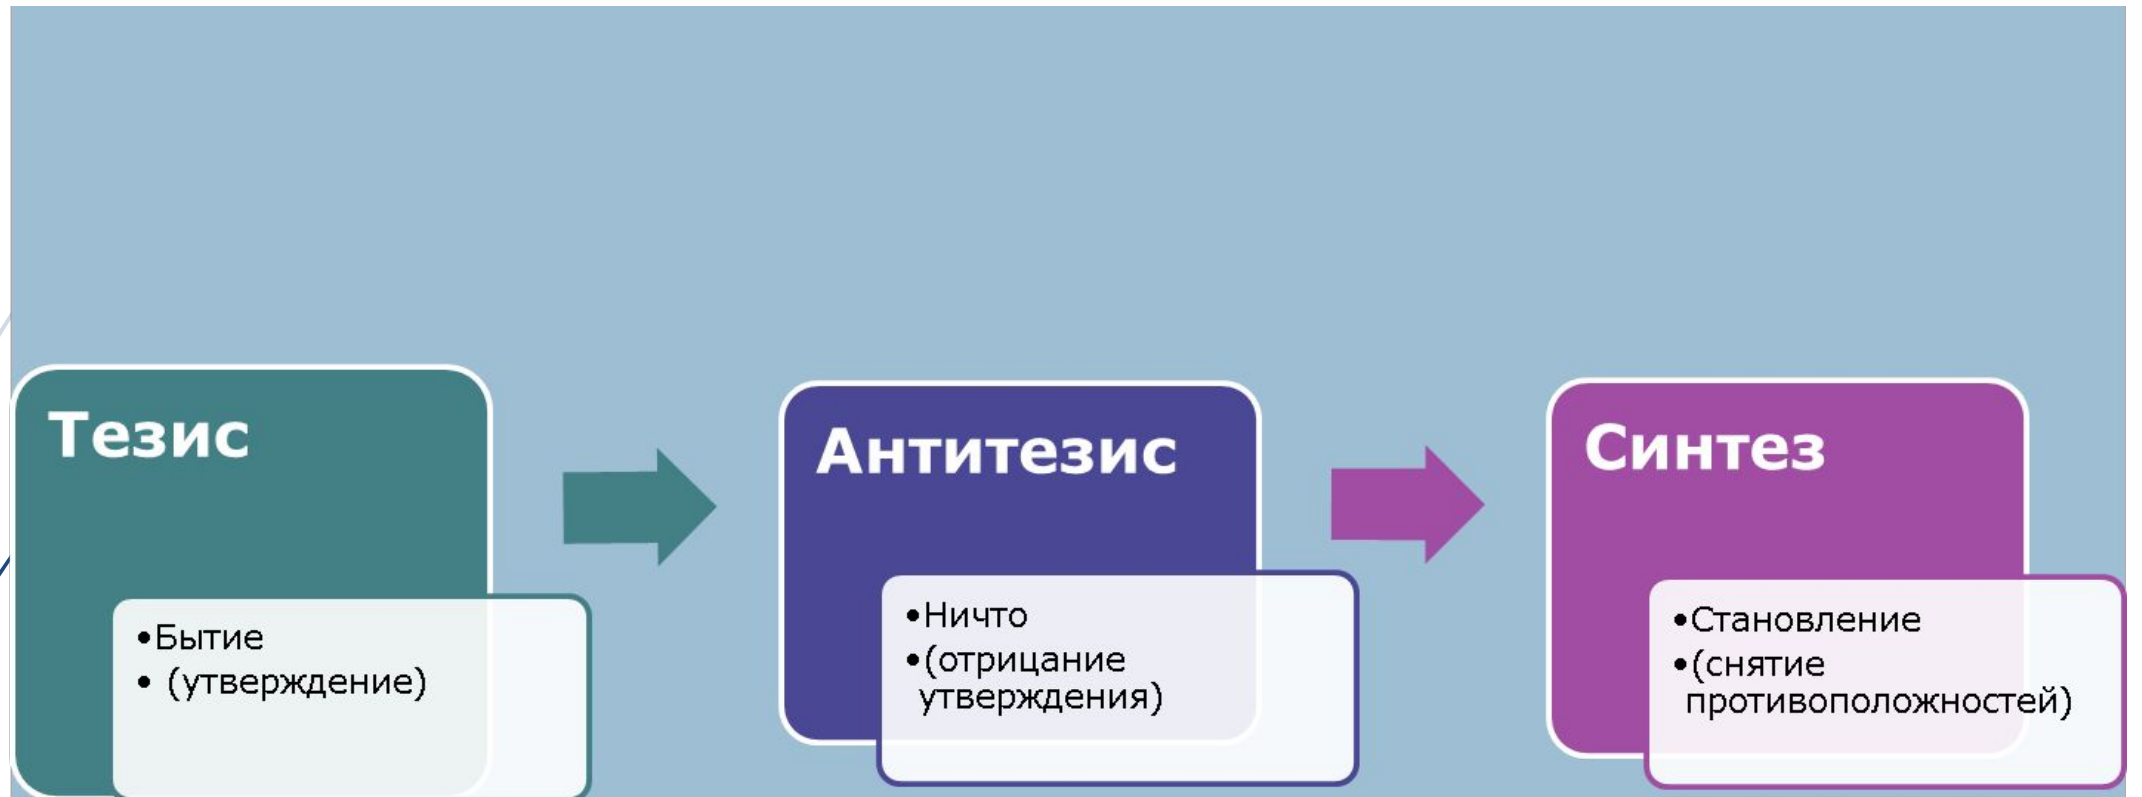 Тезис
•Бытие
• (утверждение)
Антитезис
•Ничто
•(отрицание
утверждения)
Синтез
•Становление
•(снятие
противоположностей)